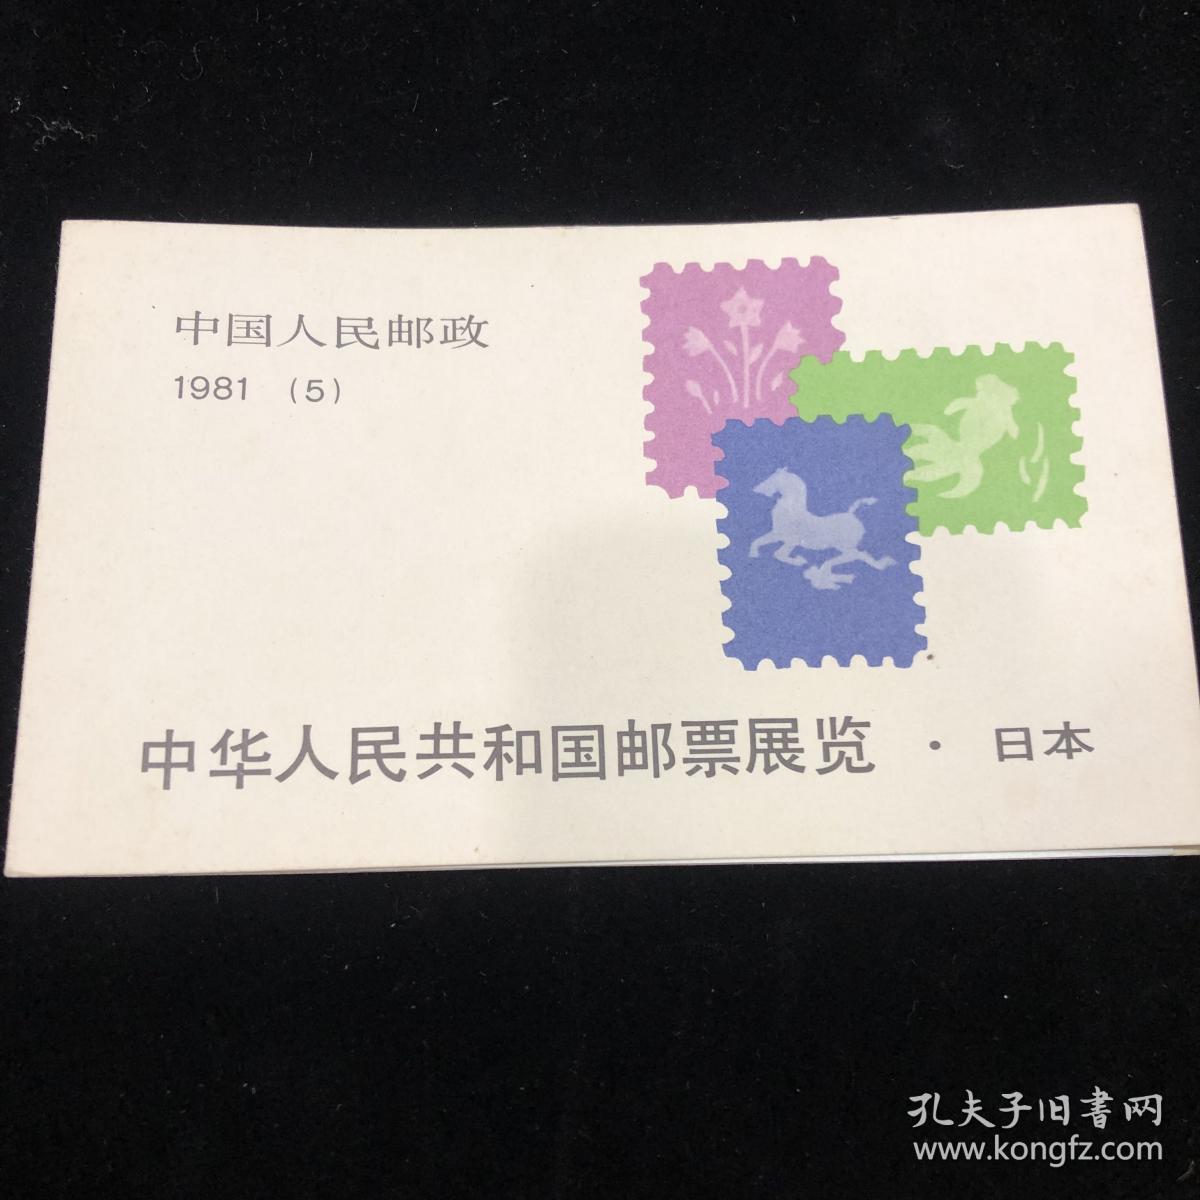 中国人民邮政
1981 (5)
中华人民共和国邮票展览 · 日本
孔夫子旧書网
www.kongfz.com